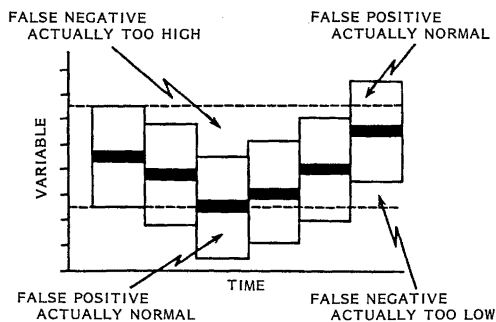 FALSE NEGATIVE
ACTUALLY TOO HIGH
FALSE POSITIVE
ACTUALLY NORMAL
VARIABLE
TIME
FALSE POSITIVE
ACTUALLY NORMAL
FALSE NEGATIVE
ACTUALLY TOO LOW